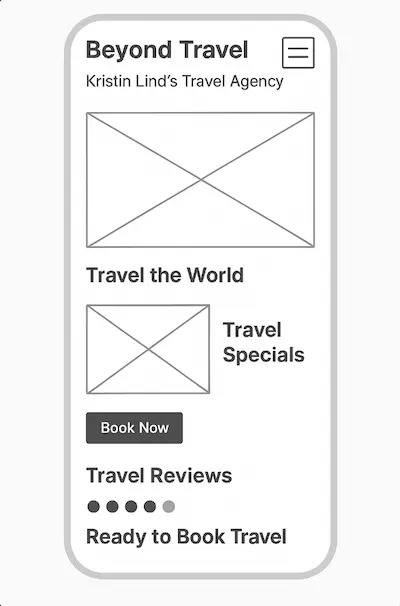 Beyond Travel
Kristin Lind's Travel Agency
Travel the World
Travel
Specials
Book Now
Travel Reviews
Ready to Book Travel